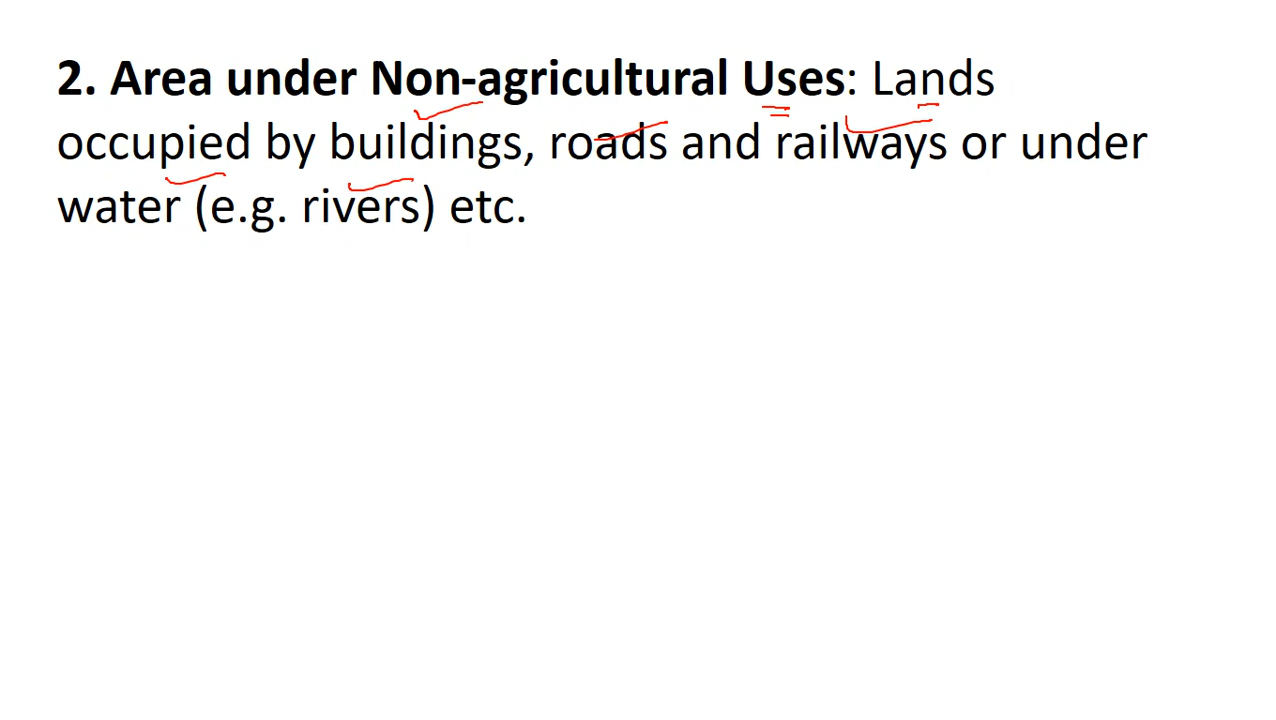 2. Area under Non-agricultural Uses: Lands
occupied by buildings, roads and railways or under
water (e.g. rivers) etc.